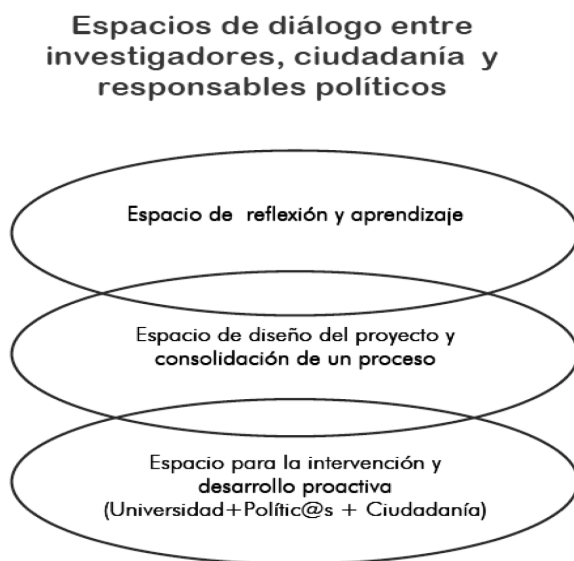 Espacios de diálogo entre
investigadores, ciudadanía y
responsables políticos
Espacio de reflexión y aprendizaje
Espacio de diseño del proyecto y
consolidación de un proceso
Espacio para la intervención y
desarrollo proactiva
(Universidad+Polític@s + Ciudadanía)